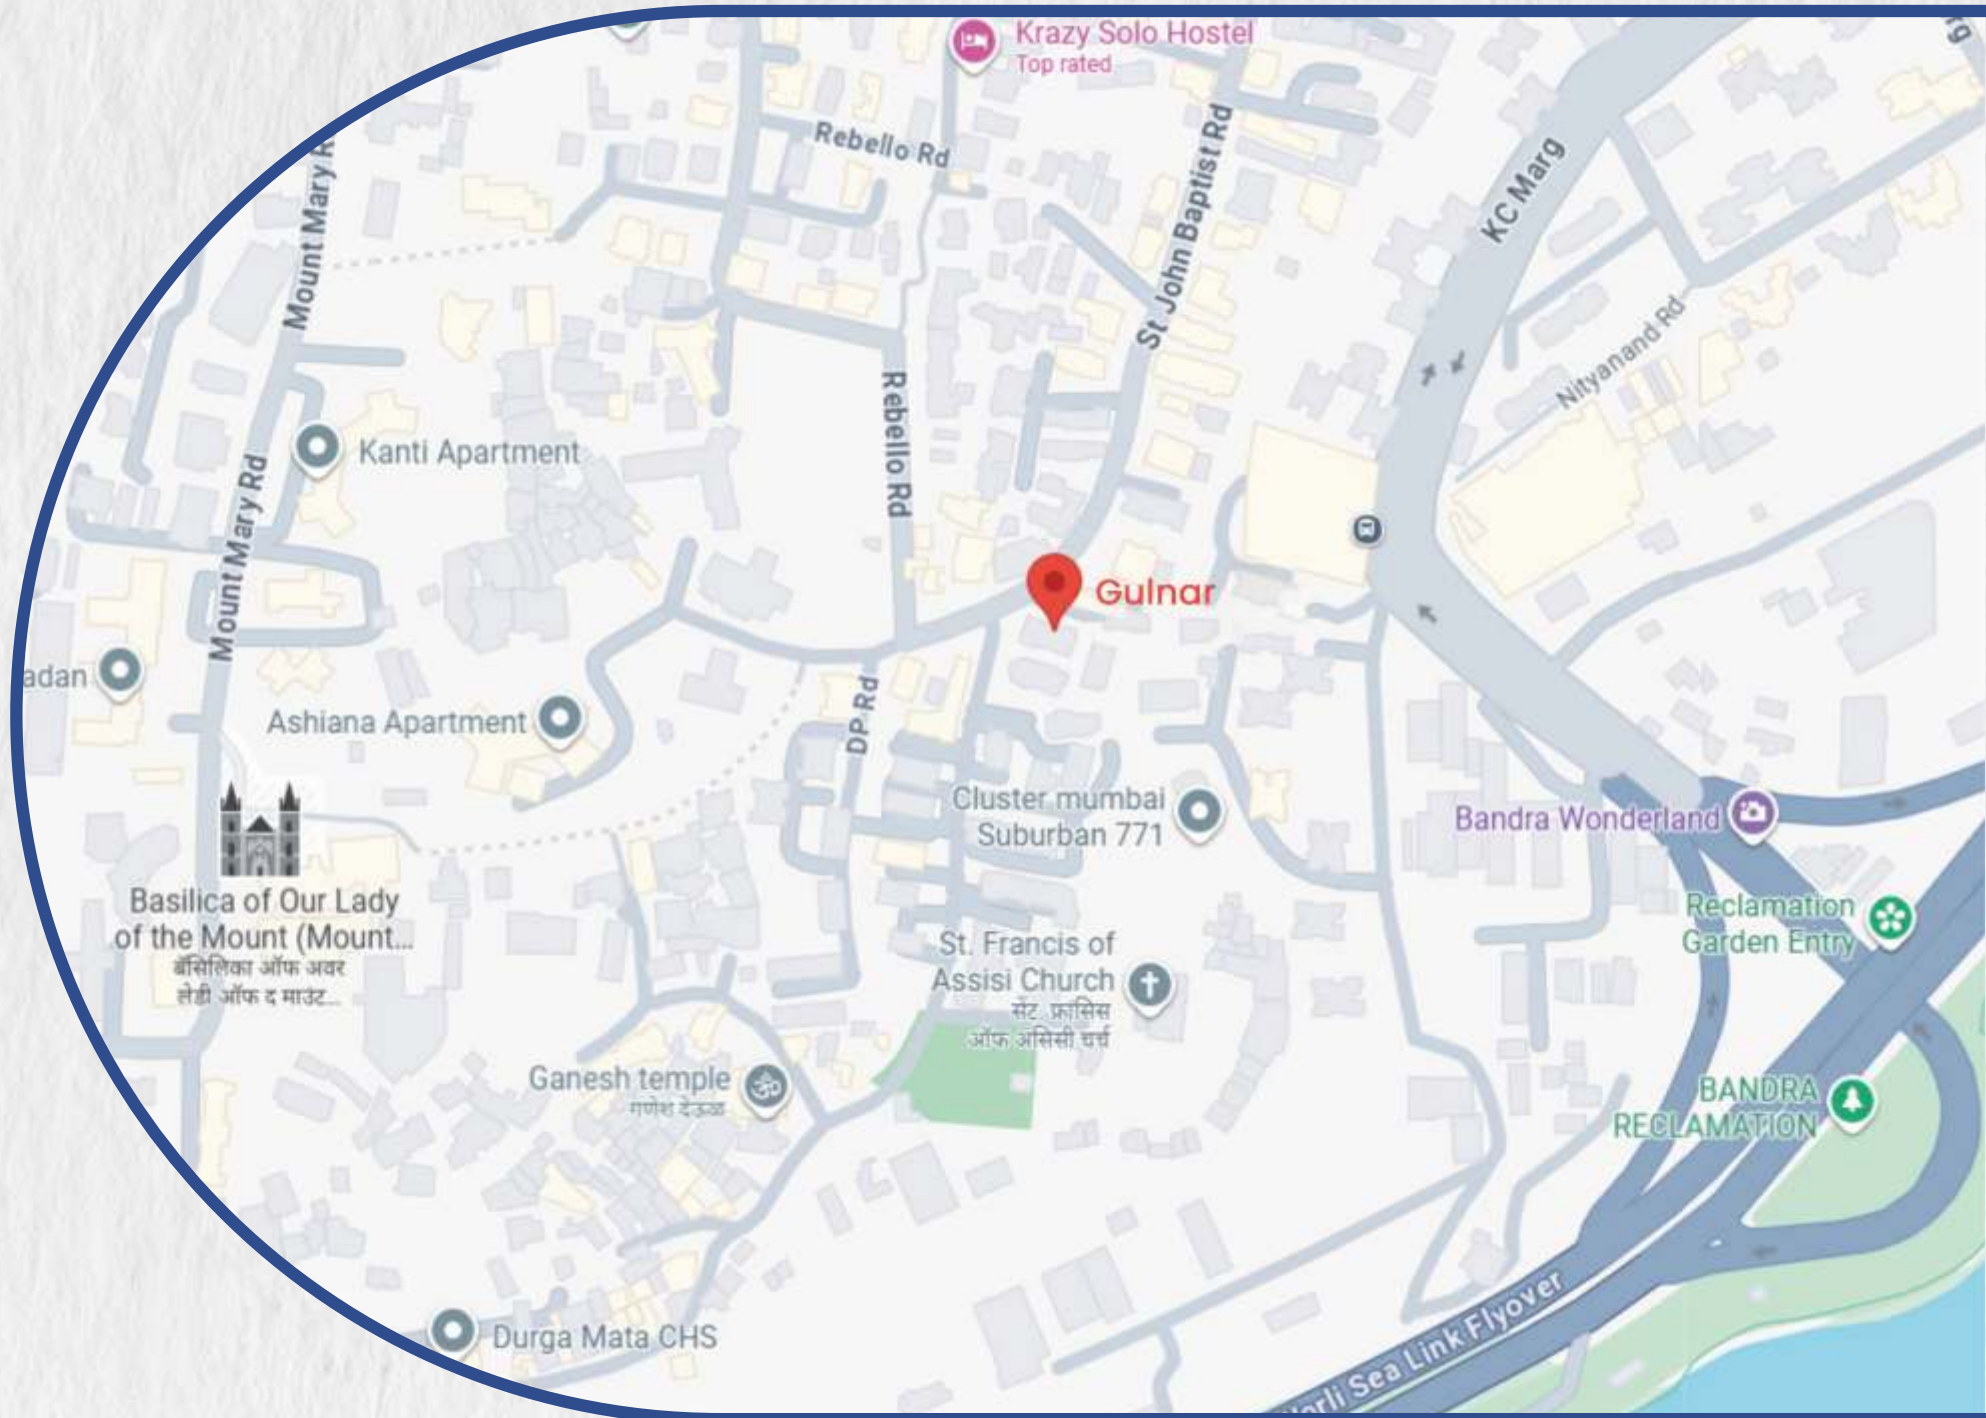 Krazy Solo Hostel
Top rated
Rebello Rd
St John Baptist Rd
KC Marg
Mount Mary R
Nityanand Rd
Rebello Rd
Kanti Apartment
Mount Mary Rd
Gulnar
adan
Ashiana Apartment
DP Rd
Cluster mumbai
Suburban 771
Bandra Wonderland
Basilica of Our Lady
of the Mount (Mount...
बॅसिलिका ऑफ अवर
लेडी ऑफ द माउंट...
Reclamation
Garden Entry
St. Francis of
Assisi Church
सेंट. फ्रान्सिस
ऑफ असिसी चर्च
Ganesh temple
गणेश देऊळ
BANDRA
RECLAMATION
Durga Mata CHS
Worli Sea Link Flyover